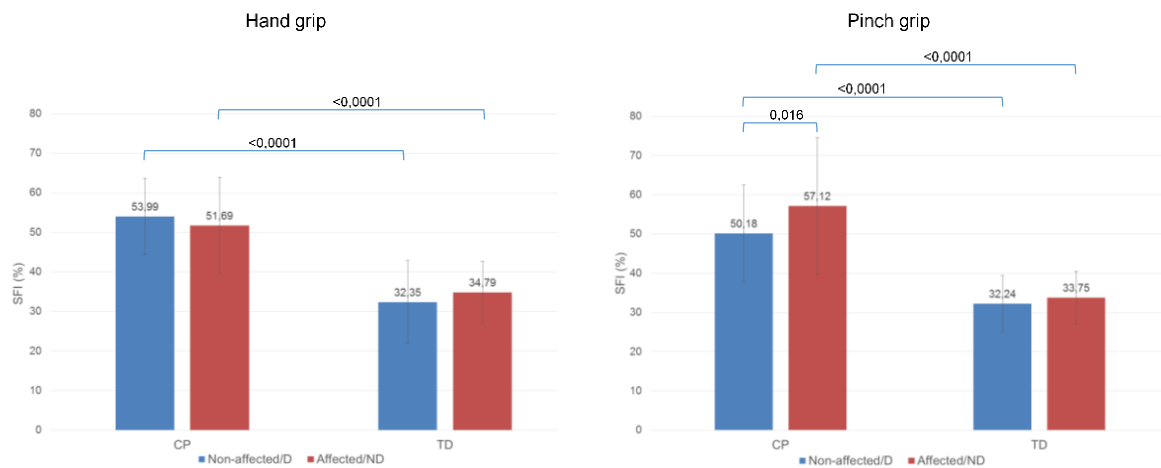 Hand grip
<0,0001
<0,0001
80
70
60
50
40
30
20
10
0
SFI (%)
53,99
51,69
32,35
34,79
CP
TD
Non-affected/D
Affected/ND
Pinch grip
<0,0001
<0,0001
0,016
80
70
60
50
40
30
20
10
0
SFI (%)
50,18
57,12
32,24
33,75
CP
TD
Non-affected/D
Affected/ND